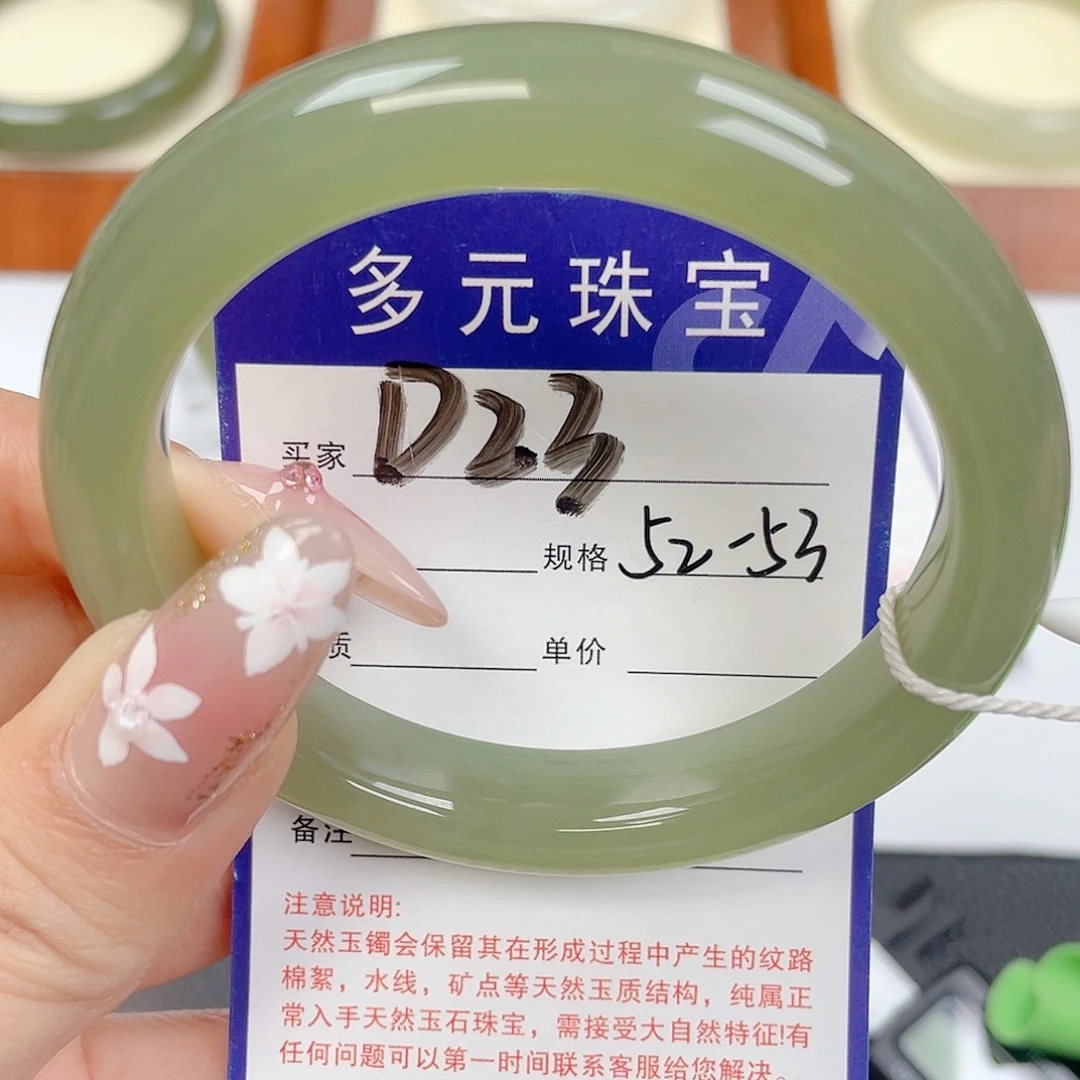 多元珠宝
买家 D2.3
规格 52-53
质 单价
备注
注意说明:
天然玉镯会保留其在形成过程中产生的纹路
棉絮，水线，矿点等天然玉质结构，纯属正
常入手天然玉石珠宝，需接受大自然特征!有
任何问题可以第一时间联系客服给您解决。